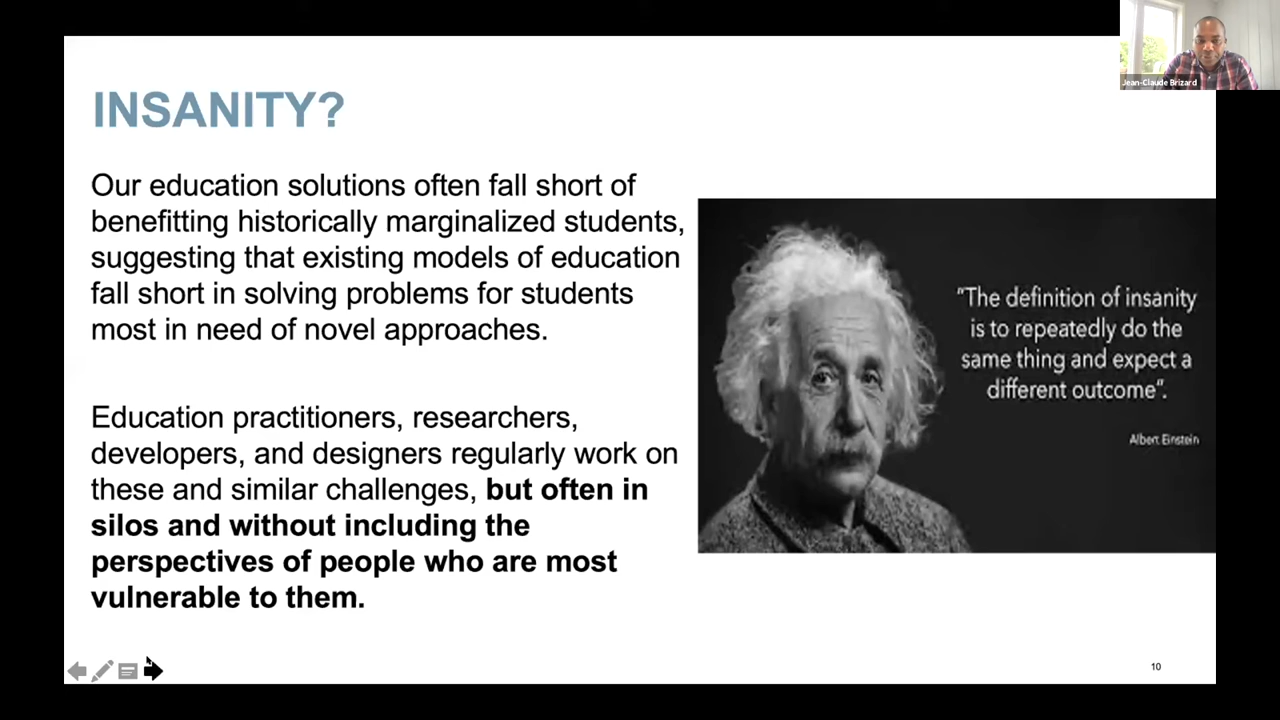 Jean-Claude Brizard
INSANITY?
Our education solutions often fall short of
benefitting historically marginalized students,
suggesting that existing models of education
fall short in solving problems for students
most in need of novel approaches.
Education practitioners, researchers,
developers, and designers regularly work on
these and similar challenges, but often in
silos and without including the
perspectives of people who are most
vulnerable to them.
“The definition of insanity
is to repeatedly do the
same thing and expect a
different outcome“.
Albert Einstein
10